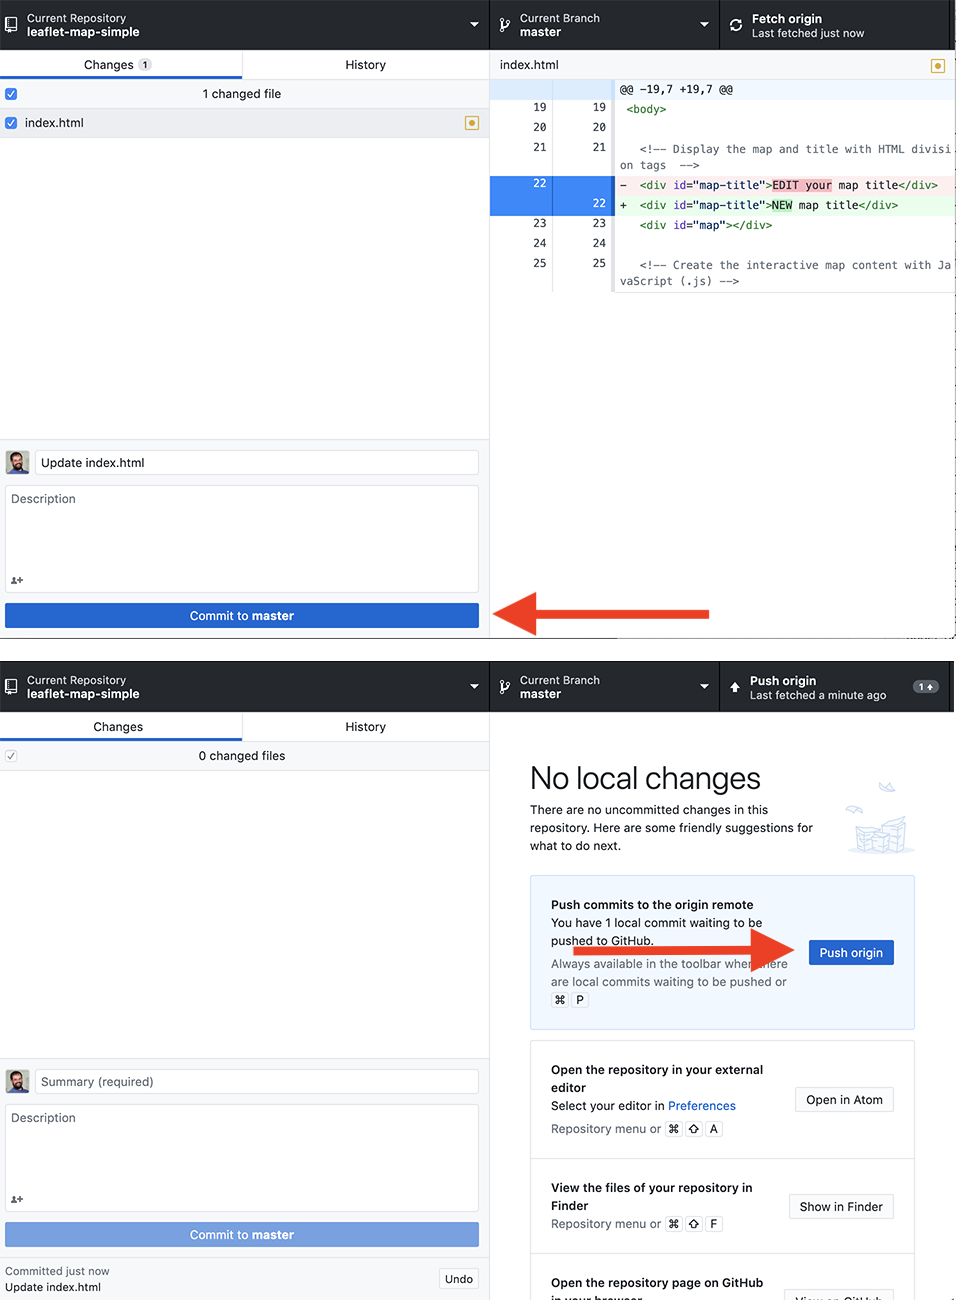 Current Repository
leaflet-map-simple
Current Branch
master
Fetch origin
Last fetched just now
Changes 1
History
index.html
1 changed file
index.html
@@ -19,7 +19,7 @@
19 19 <body>
20 20
21 21 <!-- Display the map and title with HTML divisi
on tags -->
22 - <div id="map-title">EDIT your map title</div>
22 + <div id="map-title">NEW map title</div>
23 23 <div id="map"></div>
24 24
25 25 <!-- Create the interactive map content with Ja
vaScript (.js) -->
Update index.html
Description
Commit to master
Current Repository
leaflet-map-simple
Current Branch
master
Push origin
Last fetched a minute ago
1
Changes
History
0 changed files
No local changes
There are no uncommitted changes in this
repository. Here are some friendly suggestions for
what to do next.
Push commits to the origin remote
You have 1 local commit waiting to be
pushed to GitHub.
Always available in the toolbar when there
are local commits waiting to be pushed or
⌘ P
Push origin
Open the repository in your external
editor
Select your editor in Preferences
Repository menu or ⌘ ⇧ A
Open in Atom
View the files of your repository in
Finder
Repository menu or ⌘ ⇧ F
Show in Finder
Open the repository page on GitHub
in your browser
View on GitHub
Summary (required)
Description
Commit to master
Committed just now
Update index.html
Undo